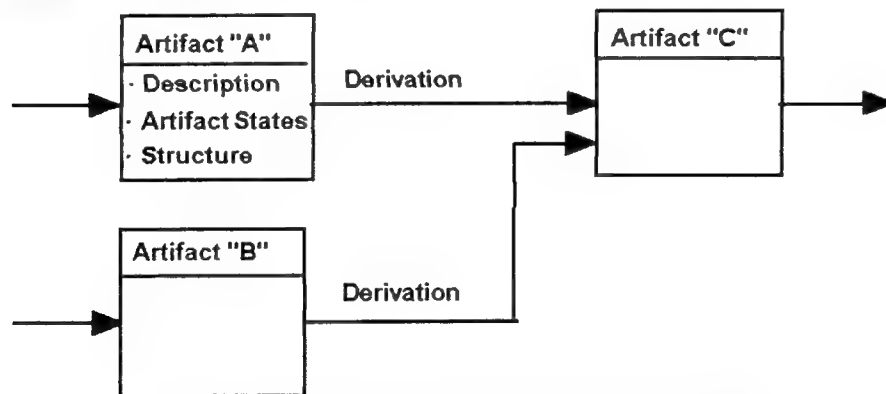 Artifact "A"
· Description
· Artifact States
· Structure
Derivation
Artifact "C"
Artifact "B"
Derivation